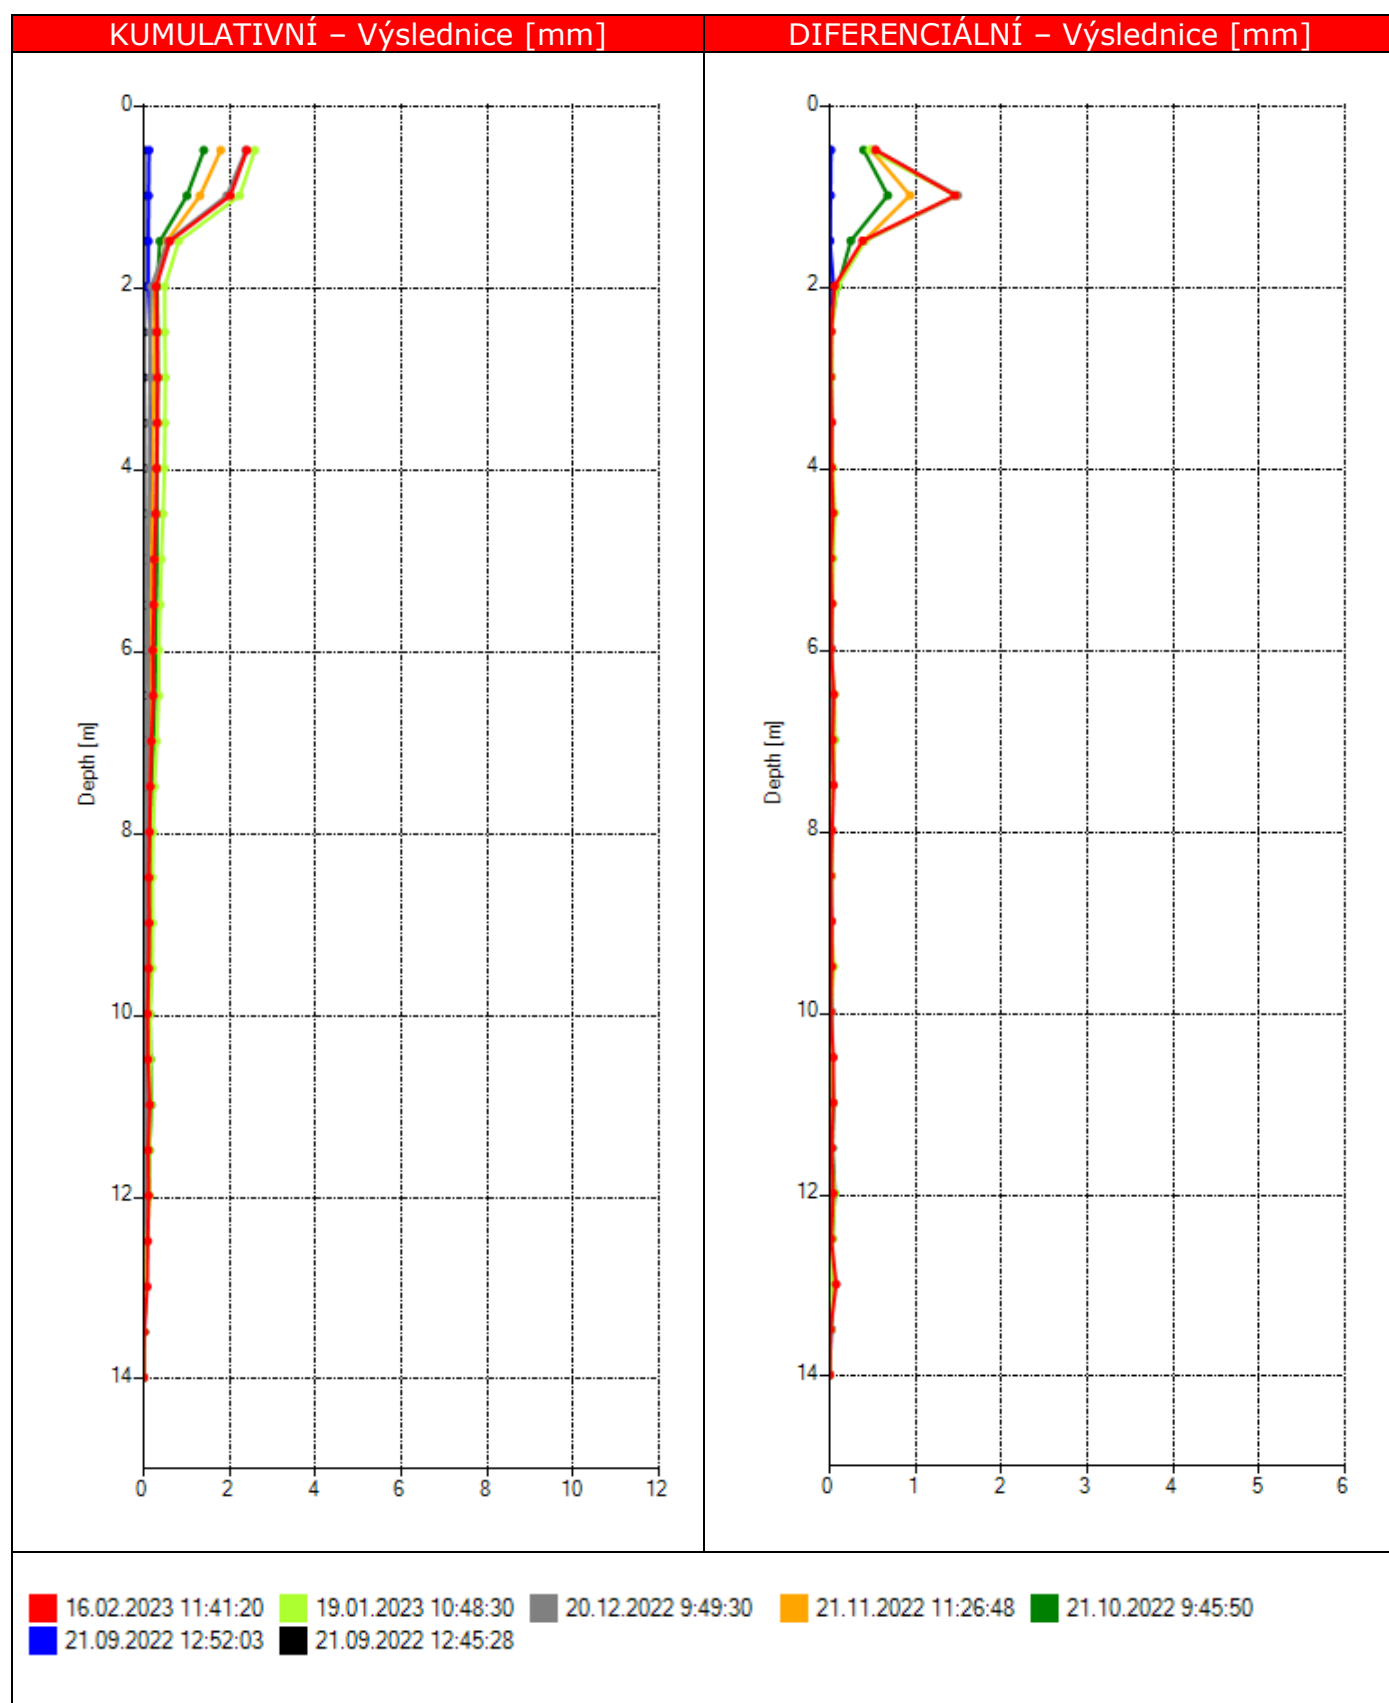 KUMULATIVNÍ – Výslednice [mm]
DIFERENCIÁLNÍ – Výslednice [mm]
0
2
4
6
8
10
12
14
Depth [m]
0 2 4 6 8 10 12
0
2
4
6
8
10
12
14
Depth [m]
0 1 2 3 4 5 6
16.02.2023 11:41:20 19.01.2023 10:48:30 20.12.2022 9:49:30 21.11.2022 11:26:48 21.10.2022 9:45:50
21.09.2022 12:52:03 21.09.2022 12:45:28